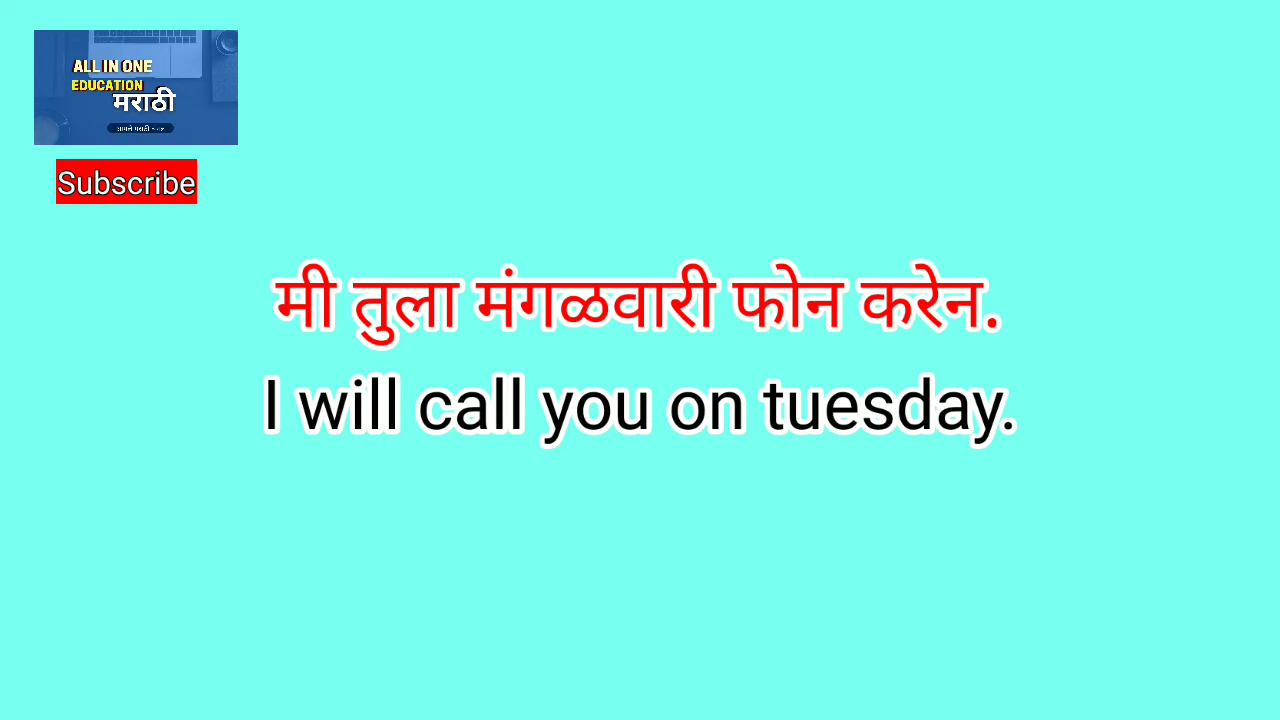 ALL IN ONE
EDUCATION
मराठी
Subscribe
मी तुला मंगळवारी फोन करेन.
I will call you on tuesday.